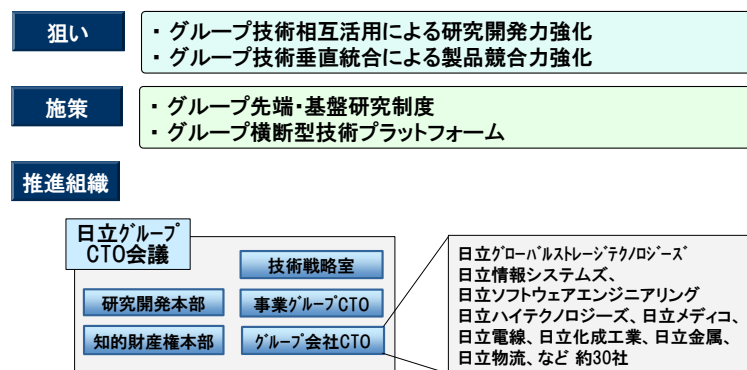 狙い
・ グループ技術相互活用による研究開発力強化
・ グループ技術垂直統合による製品競合力強化
施策
・ グループ先端・基盤研究制度
・ グループ横断型技術プラットフォーム
推進組織
日立ｸﾞﾙｰﾌﾟ
CTO会議
技術戦略室
研究開発本部
事業ｸﾞﾙｰﾌﾟCTO
知的財産権本部
ｸﾞﾙｰﾌﾟ会社CTO
日立ｸﾞﾛｰﾊﾞﾙｽﾄﾚｰｼﾞﾃｸﾉﾛｼﾞｰｽﾞ
日立情報システムズ、
日立ソフトウェアエンジニアリング
日立ハイテクノロジーズ、日立メディコ、
日立電線、日立化成工業、日立金属、
日立物流、など 約30社